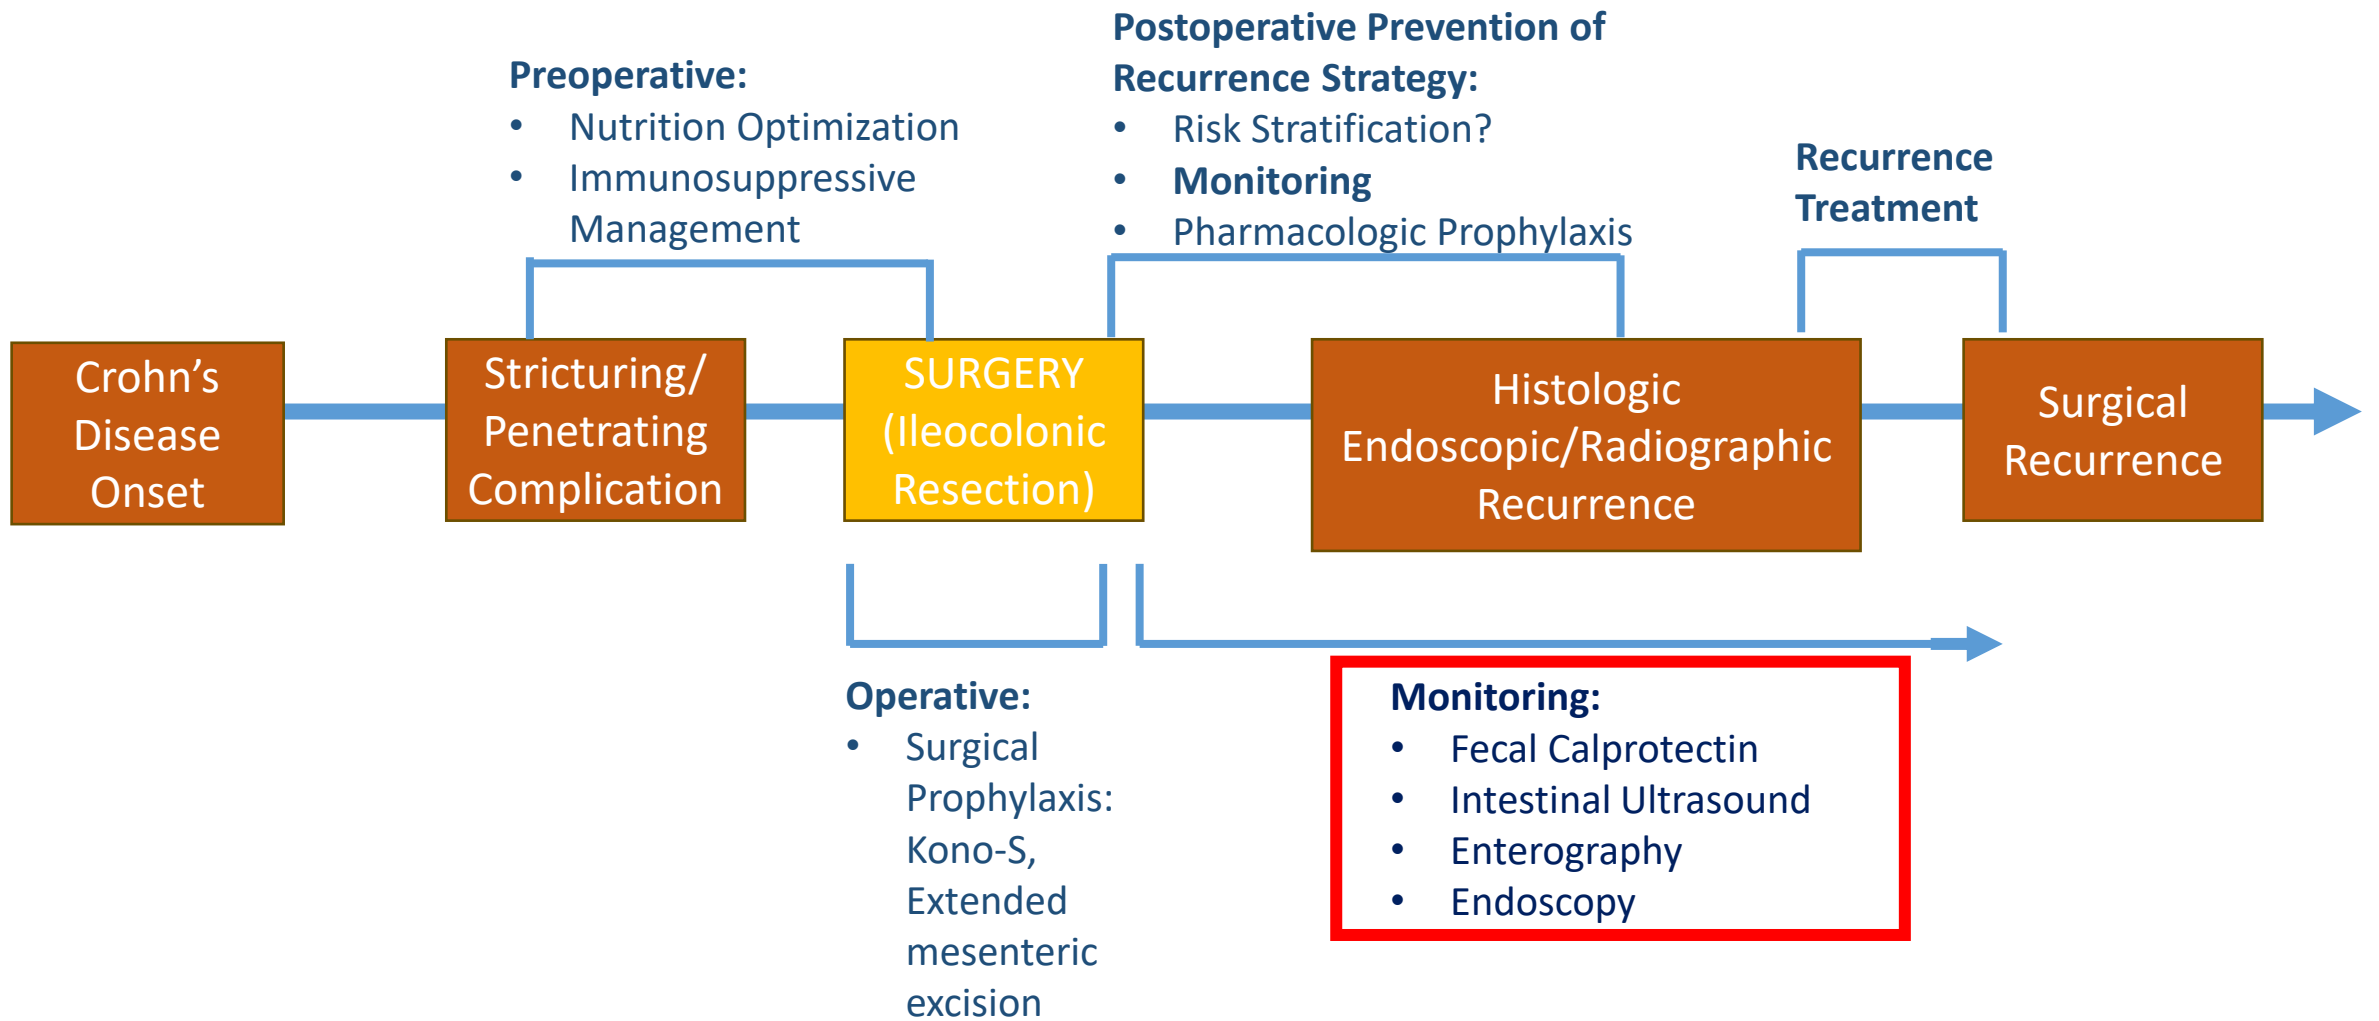 Preoperative:
• Nutrition Optimization
• Immunosuppressive
Management
Postoperative Prevention of
Recurrence Strategy:
• Risk Stratification?
• Monitoring
• Pharmacologic Prophylaxis
Recurrence
Treatment
Crohn’s
Disease
Onset
Stricturing/
Penetrating
Complication
SURGERY
(Ileocolonic
Resection)
Histologic
Endoscopic/Radiographic
Recurrence
Surgical
Recurrence
Operative:
• Surgical
Prophylaxis:
Kono-S,
Extended
mesenteric
excision
Monitoring:
• Fecal Calprotectin
• Intestinal Ultrasound
• Enterography
• Endoscopy